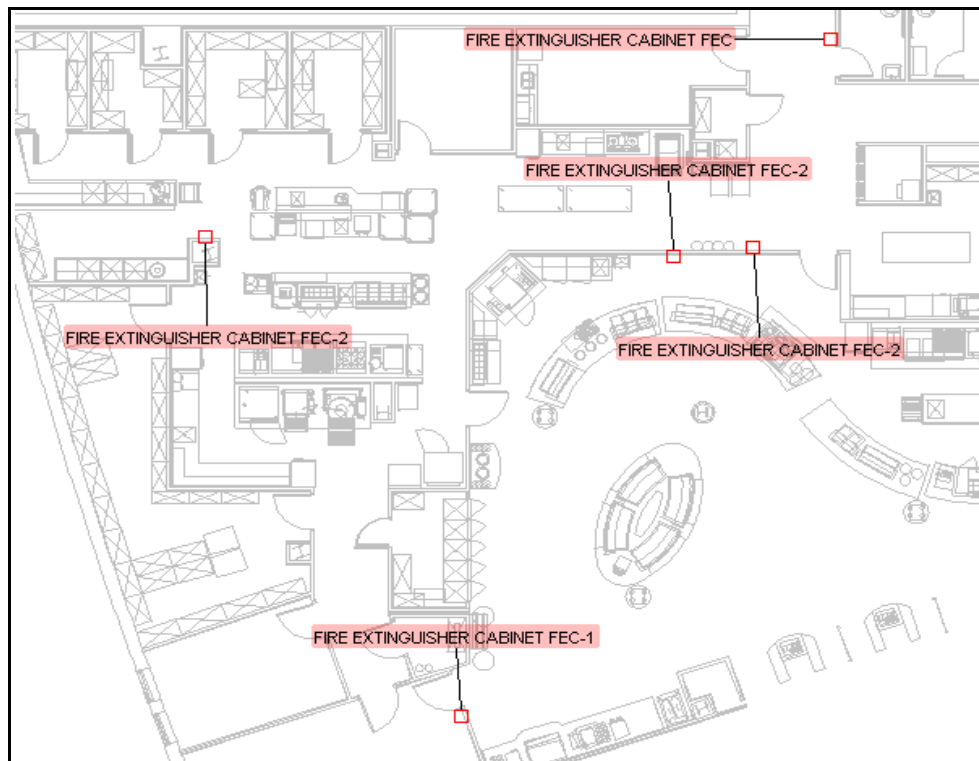 FIRE EXTINGUISHER CABINET FEC
FIRE EXTINGUISHER CABINET FEC-2
FIRE EXTINGUISHER CABINET FEC-2
FIRE EXTINGUISHER CABINET FEC-2
FIRE EXTINGUISHER CABINET FEC-1